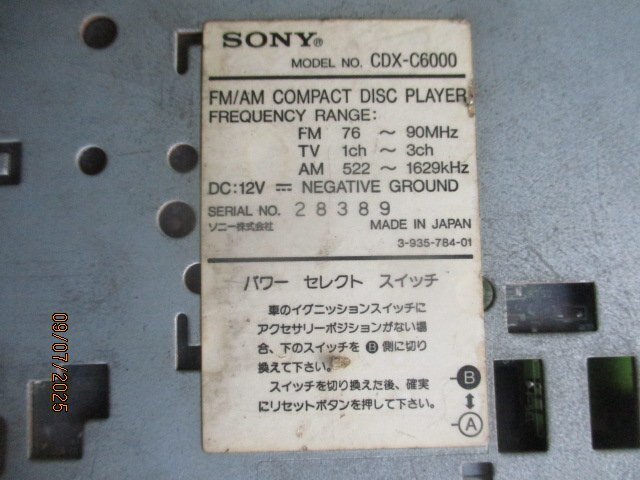 SONY®
MODEL NO. CDX-C6000
FM/AM COMPACT DISC PLAYER
FREQUENCY RANGE:
FM 76 ～ 90MHz
TV 1ch ～ 3ch
AM 522 ～ 1629kHz
DC:12V ⎓ NEGATIVE GROUND
SERIAL NO. 28389
ソニー株式会社 MADE IN JAPAN
3-935-784-01
パワー セレクト スイッチ
車のイグニッションスイッチに
アクセサリーポジションがない場
合、下のスイッチをⒷ側に切り
換えて下さい。
スイッチを切り換えた後、確実
にリセットボタンを押して下さい。
Ⓑ
↕
Ⓐ
09/07/2025